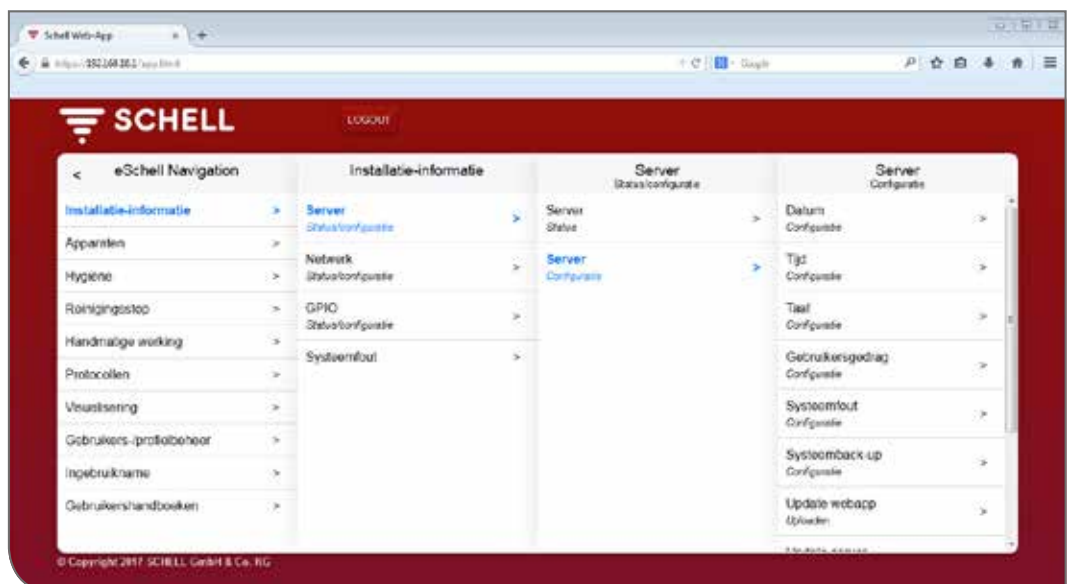 Schell Web-App
Google
SCHELL
LOGOUT
< eSchell Navigation
Installatie-informatie >
Apparaten >
Hygiëne >
Reinigingsstop >
Handmatige werking >
Protocollen >
Visualisering >
Gebruikers-/profielbeheer >
Ingebruikname >
Gebruikershandboeken >
Installatie-informatie
Server >
Status/configuratie
Netwerk >
Status/configuratie
GPIO >
Status/configuratie
Systeemfout >
Server
Status/configuratie
Server >
Status
Server >
Configuratie
Server
Configuratie
Datum >
Configuratie
Tijd >
Configuratie
Taal >
Configuratie
Gebruikersgedrag >
Configuratie
Systeemfout >
Configuratie
Systeemback-up >
Configuratie
Update webapp >
Uploaden
Update server
© Copyright 2017 SCHELL GmbH & Co. KG